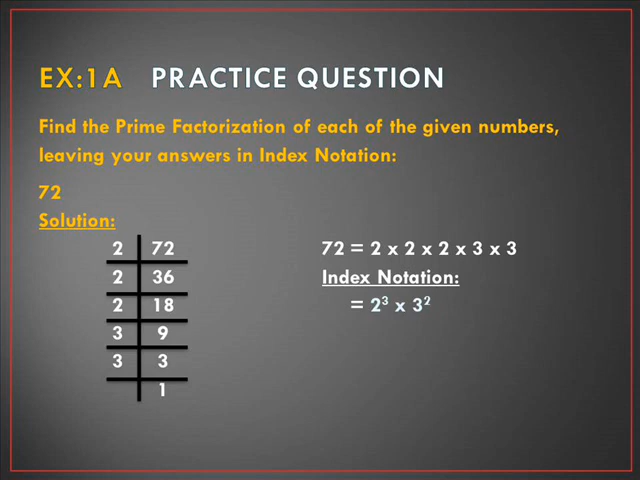 EX:1A PRACTICE QUESTION
Find the Prime Factorization of each of the given numbers,
leaving your answers in Index Notation:
72
Solution:
2 72 72 = 2 x 2 x 2 x 3 x 3
2 36 Index Notation:
2 18 = 2³ x 3²
3 9
3 3
1